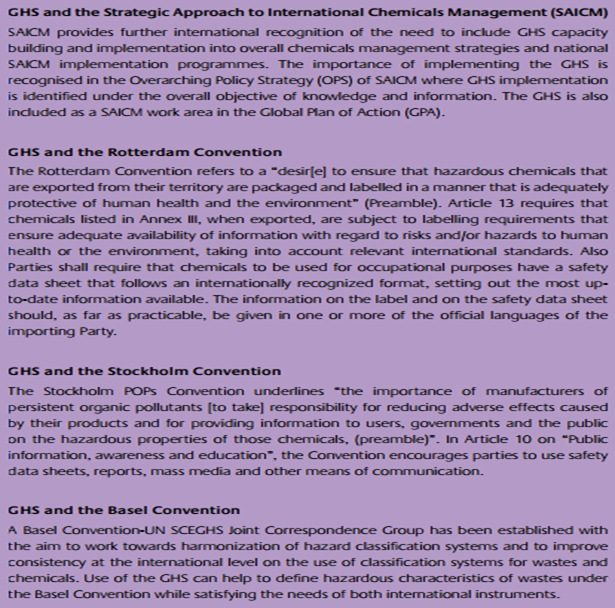 GHS and the Strategic Approach to International Chemicals Management (SAICM)
SAICM provides further international recognition of the need to include GHS capacity
building and implementation into overall chemicals management strategies and national
SAICM implementation programmes. The importance of implementing the GHS is
recognised in the Overarching Policy Strategy (OPS) of SAICM where GHS implementation
is identified under the overall objective of knowledge and information. The GHS is also
included as a SAICM work area in the Global Plan of Action (GPA).
GHS and the Rotterdam Convention
The Rotterdam Convention refers to a "desir[e] to ensure that hazardous chemicals that
are exported from their territory are packaged and labelled in a manner that is adequately
protective of human health and the environment" (Preamble). Article 13 requires that
chemicals listed in Annex III, when exported, are subject to labelling requirements that
ensure adequate availability of information with regard to risks and/or hazards to human
health or the environment, taking into account relevant international standards. Also
Parties shall require that chemicals to be used for occupational purposes have a safety
data sheet that follows an internationally recognized format, setting out the most up-
to-date information available. The information on the label and on the safety data sheet
should, as far as practicable, be given in one or more of the official languages of the
importing Party.
GHS and the Stockholm Convention
The Stockholm POPs Convention underlines "the importance of manufacturers of
persistent organic pollutants [to take] responsibility for reducing adverse effects caused
by their products and for providing information to users, governments and the public
on the hazardous properties of those chemicals, (preamble)". In Article 10 on "Public
information, awareness and education", the Convention encourages parties to use safety
data sheets, reports, mass media and other means of communication.
GHS and the Basel Convention
A Basel Convention-UN SCEGHS Joint Correspondence Group has been established with
the aim to work towards harmonization of hazard classification systems and to improve
consistency at the international level on the use of classification systems for wastes and
chemicals. Use of the GHS can help to define hazardous characteristics of wastes under
the Basel Convention while satisfying the needs of both international instruments.